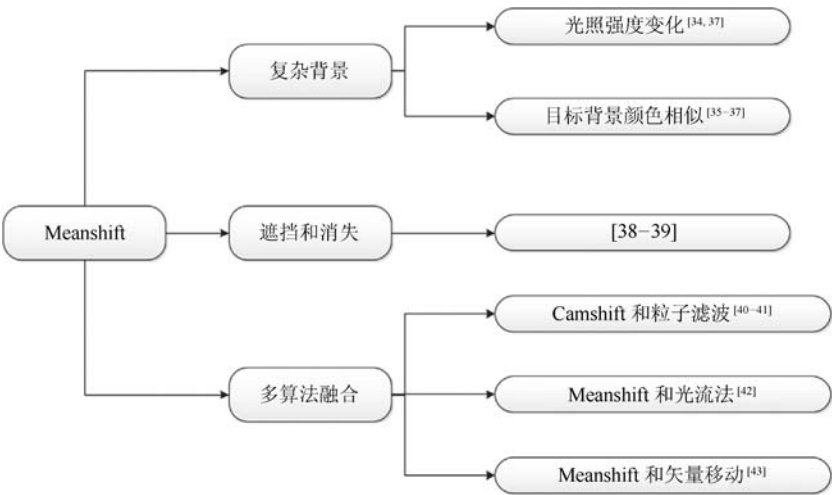 光照强度变化[34, 37]
复杂背景
目标背景颜色相似[35−37]
Meanshift
遮挡和消失
[38−39]
Camshift 和粒子滤波[40−41]
多算法融合
Meanshift 和光流法[42]
Meanshift 和矢量移动[43]